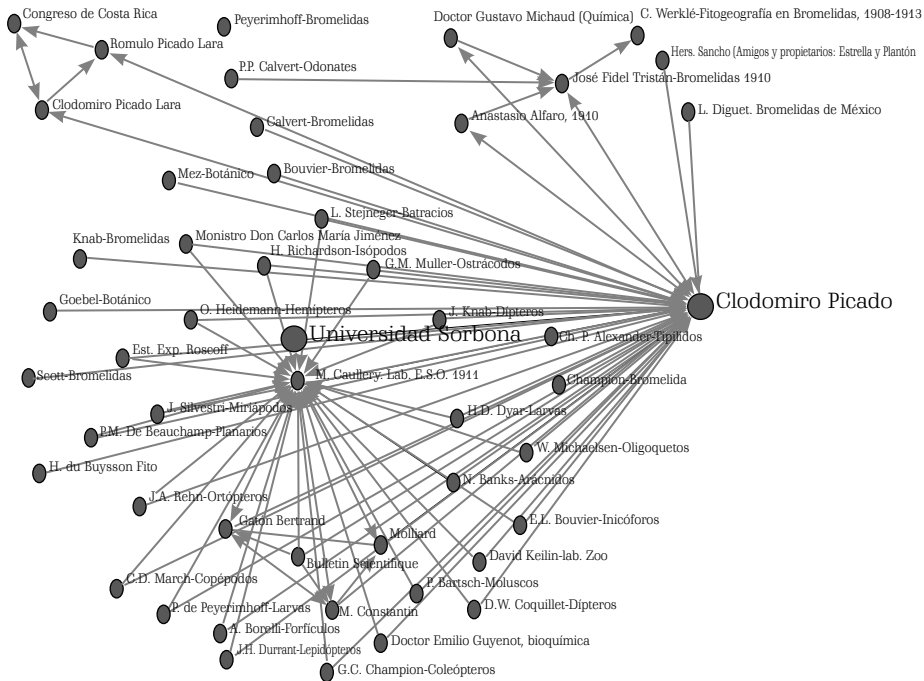 Congreso de Costa Rica
Peyerimhoff-Bromelidas
Doctor Gustavo Michaud (Química)
C. Werklé-Fitogeografía en Bromelidas, 1908-1913
Romulo Picado Lara
Hers. Sancho (Amigos y propietarios: Estrella y Plantón
P.P. Calvert-Odonates
José Fidel Tristán-Bromelidas 1910
Clodomiro Picado Lara
Anastasio Alfaro, 1910
L. Diguet. Bromelidas de México
Calvert-Bromelidas
Mez-Botánico
Bouvier-Bromelidas
L. Stejneger-Batracios
Knab-Bromelidas
Monistro Don Carlos María Jiménez
H. Richardson-Isópodos
G.M. Muller-Ostrácodos
Goebel-Botánico
Clodomiro Picado
O. Heidemann-Hemípteros
J. Knab-Dípteros
Universidad Sorbona
Ch. P. Alexander-Tipilidos
Est. Exp. Roscoff
Scott-Bromelidas
M. Caullery. Lab. E.S.O. 1911
Champion-Bromelida
J. Silvestri-Miriápodos
H.D. Dyar-Larvas
P.M. De Beauchamp-Planarios
W. Michaelsen-Oligoquetos
H. du Buysson Fito
N. Banks-Arácnidos
J.A. Rehn-Ortópteros
Gatón Bertrand
E.L. Bouvier-Inicóforos
Molliard
Bulletin Scientifique
David Keilin-lab. Zoo
C.D. March-Copépodos
P. Bartsch-Moluscos
P. de Peyerimhoff-Larvas
M. Constantin
D.W. Coquillet-Dípteros
A. Borelli-Forfículos
J.H. Durrant-Lepidópteros
Doctor Emilio Guyenot, bioquímica
G.C. Champion-Coleópteros